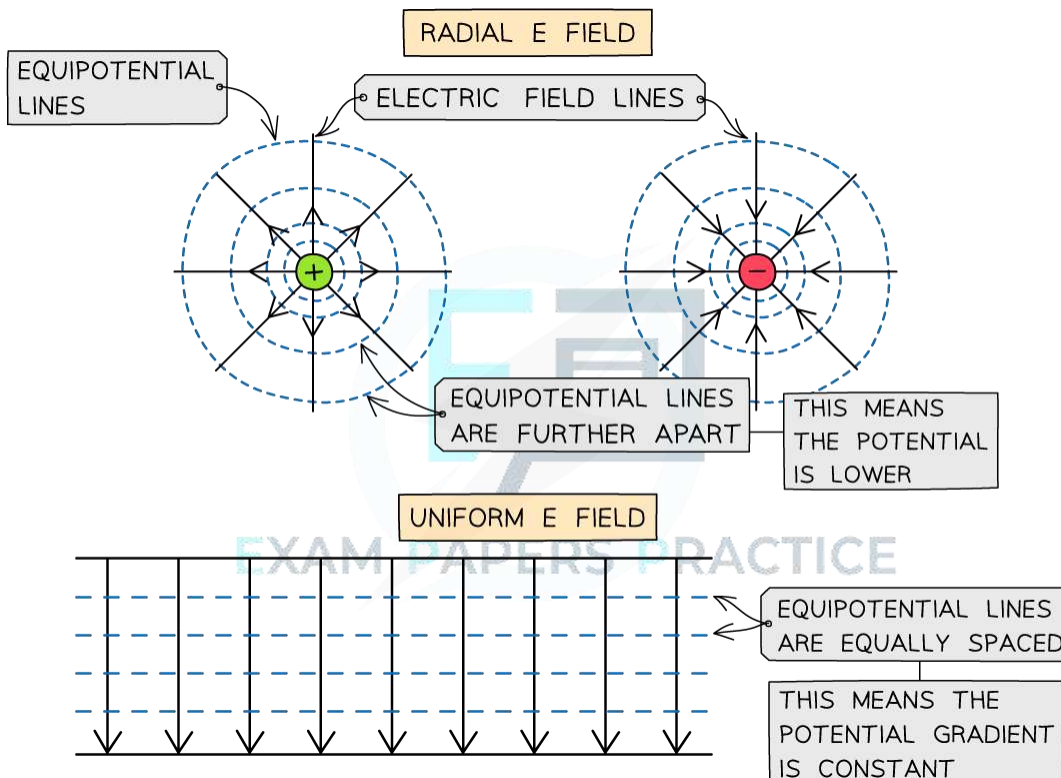 RADIAL E FIELD
EQUIPOTENTIAL
LINES
ELECTRIC FIELD LINES
+
−
EQUIPOTENTIAL LINES
ARE FURTHER APART
THIS MEANS
THE POTENTIAL
IS LOWER
UNIFORM E FIELD
EXAM PAPERS PRACTICE
EQUIPOTENTIAL LINES
ARE EQUALLY SPACED
THIS MEANS THE
POTENTIAL GRADIENT
IS CONSTANT